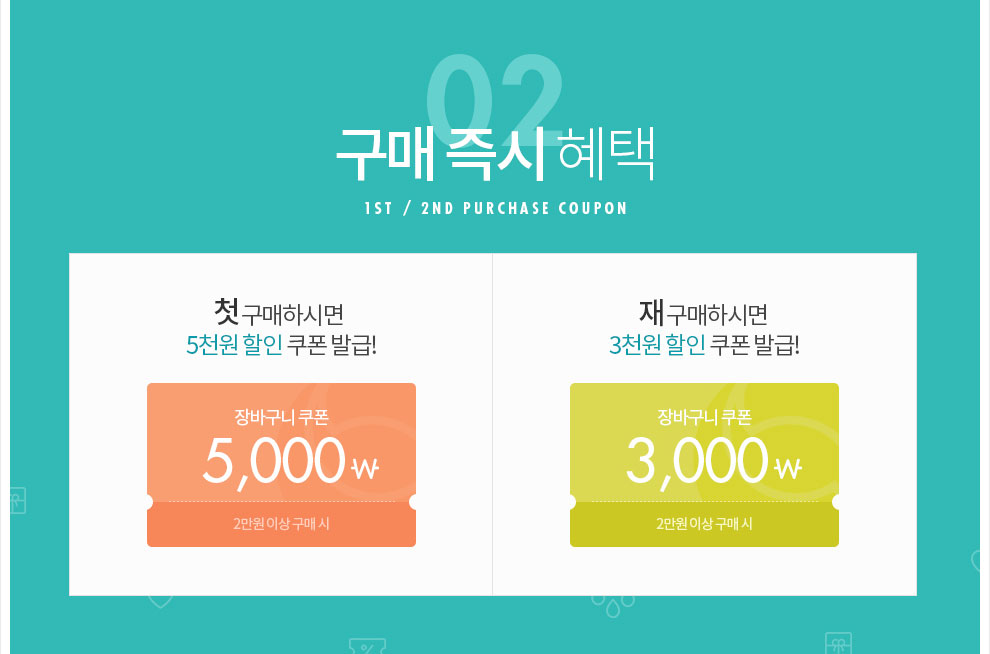 02
구매 즉시 혜택
1ST / 2ND PURCHASE COUPON
첫 구매하시면
5천원 할인 쿠폰 발급!
장바구니 쿠폰
5,000₩
2만원 이상 구매 시
재구매하시면
3천원 할인 쿠폰 발급!
장바구니 쿠폰
3,000₩
2만원 이상 구매 시